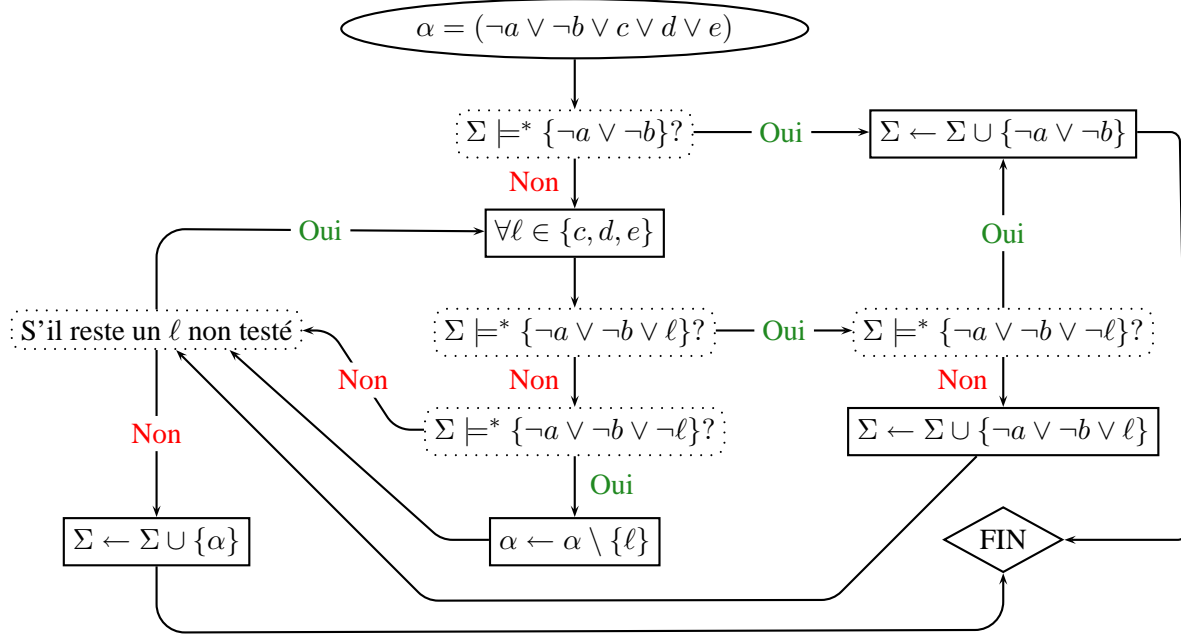 α = (¬a ∨ ¬b ∨ c ∨ d ∨ e)
Σ ⊨* {¬a ∨ ¬b}?
Oui
Σ ← Σ ∪ {¬a ∨ ¬b}
Non
Oui
∀ℓ ∈ {c, d, e}
Oui
S'il reste un ℓ non testé
Σ ⊨* {¬a ∨ ¬b ∨ ℓ}?
Oui
Σ ⊨* {¬a ∨ ¬b ∨ ¬ℓ}?
Non
Non
Non
Non
Σ ⊨* {¬a ∨ ¬b ∨ ¬ℓ}?
Σ ← Σ ∪ {¬a ∨ ¬b ∨ ℓ}
Oui
Σ ← Σ ∪ {α}
α ← α \ {ℓ}
FIN